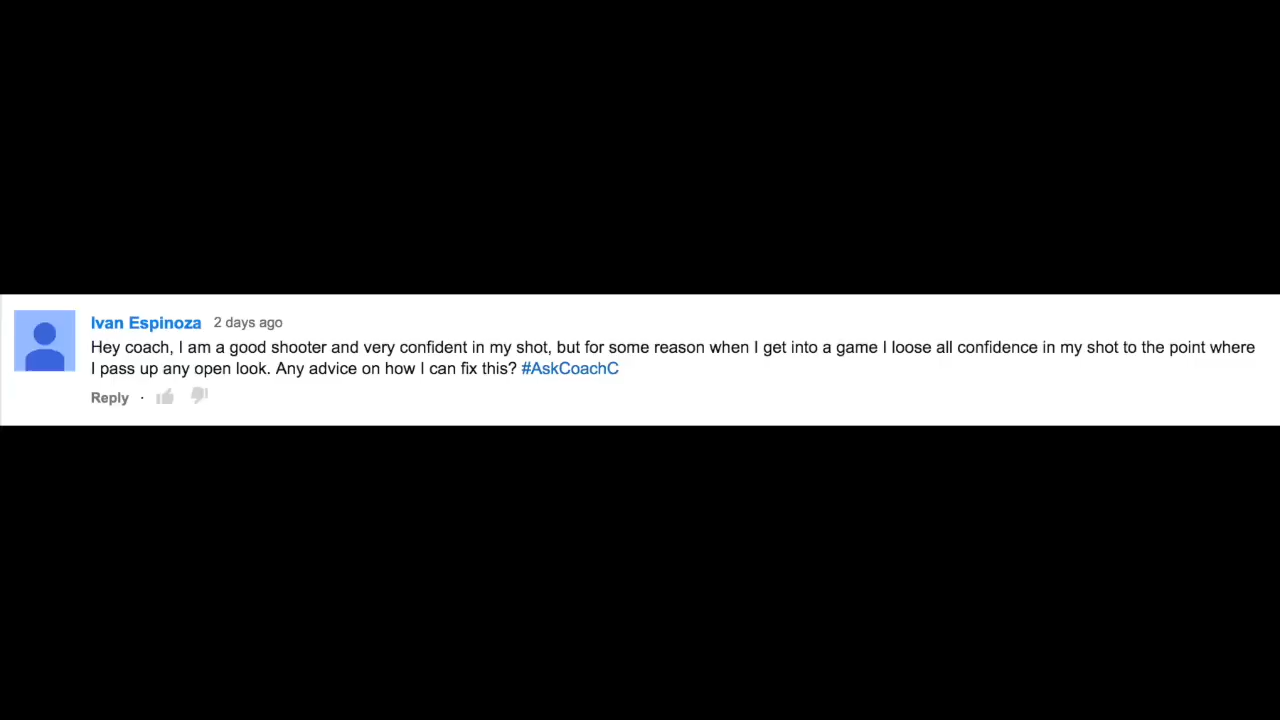 Ivan Espinoza 2 days ago
Hey coach, I am a good shooter and very confident in my shot, but for some reason when I get into a game I loose all confidence in my shot to the point where
I pass up any open look. Any advice on how I can fix this? #AskCoachC
Reply ·